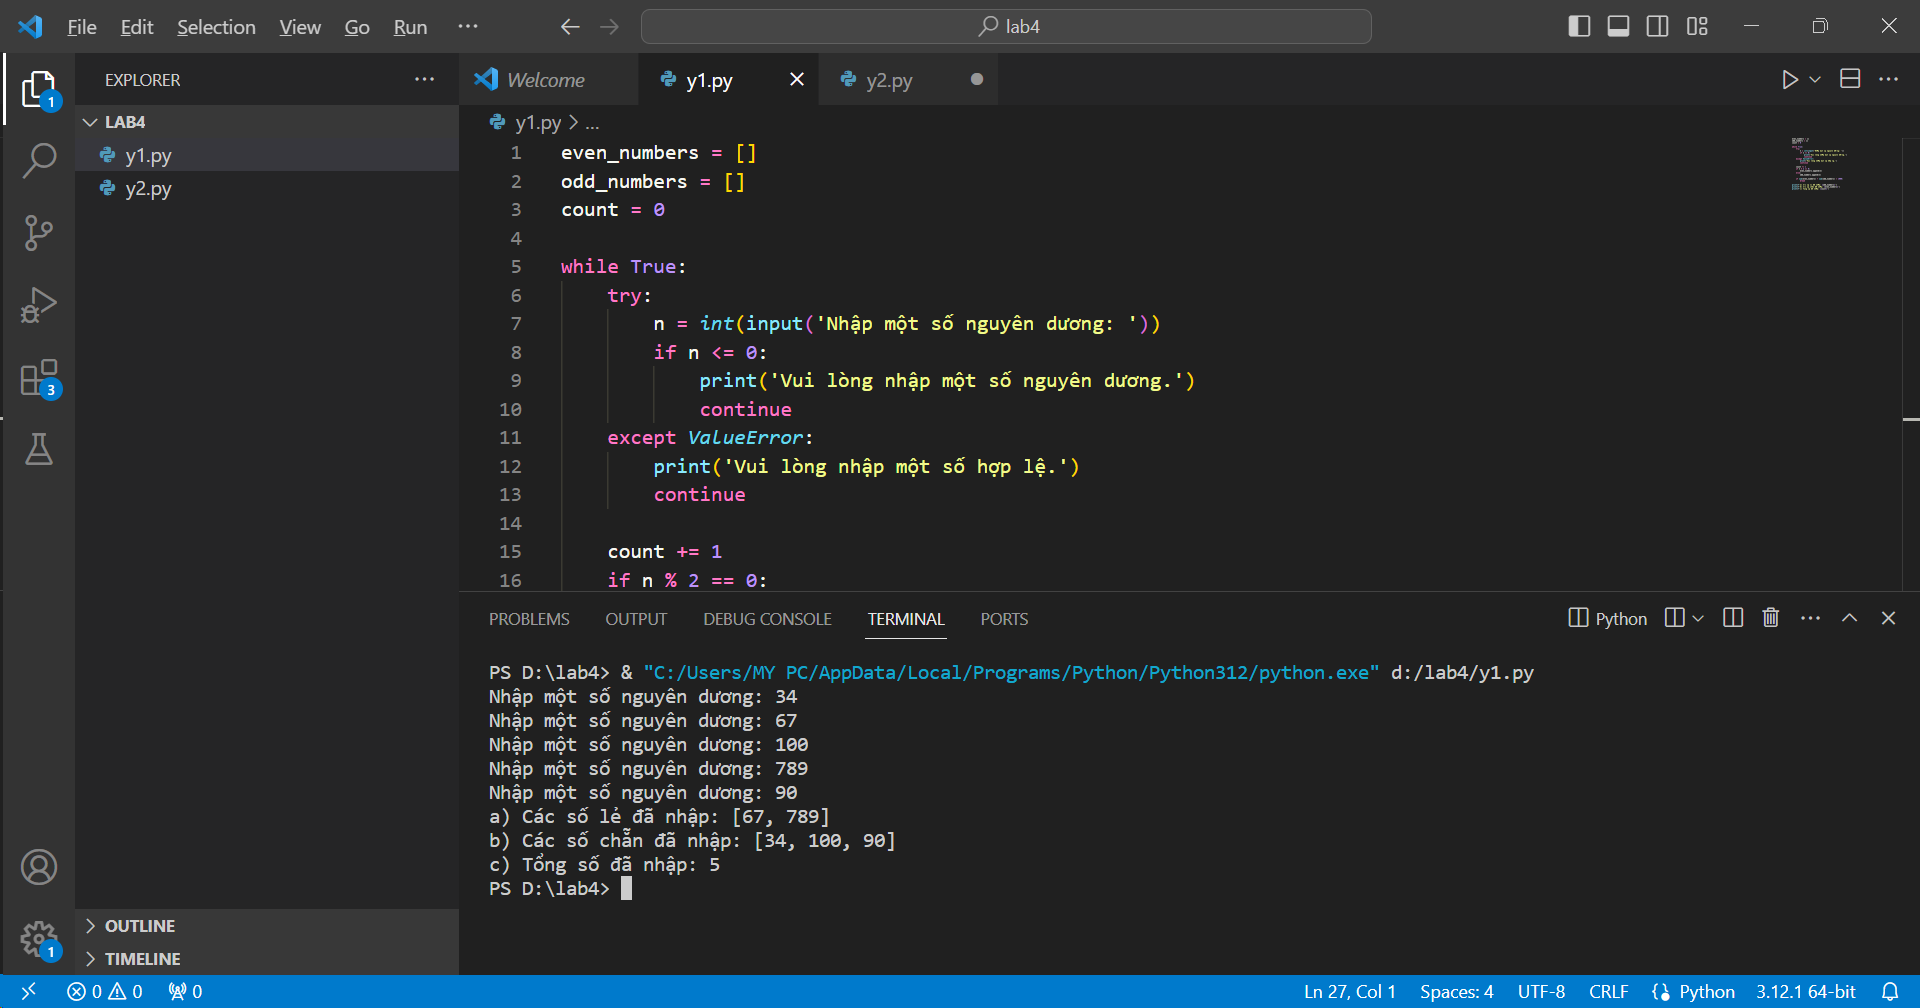 File Edit Selection View Go Run ··· lab4
EXPLORER ···
1
LAB4
y1.py
y2.py
3
OUTLINE
TIMELINE
1
Welcome y1.py y2.py
y1.py > ...
1 even_numbers = []
2 odd_numbers = []
3 count = 0
4
5 while True:
6 try:
7 n = int(input('Nhập một số nguyên dương: '))
8 if n <= 0:
9 print('Vui lòng nhập một số nguyên dương.')
10 continue
11 except ValueError:
12 print('Vui lòng nhập một số hợp lệ.')
13 continue
14
15 count += 1
16 if n % 2 == 0:
PROBLEMS OUTPUT DEBUG CONSOLE TERMINAL PORTS Python
PS D:\lab4> & "C:/Users/MY PC/AppData/Local/Programs/Python/Python312/python.exe" d:/lab4/y1.py
Nhập một số nguyên dương: 34
Nhập một số nguyên dương: 67
Nhập một số nguyên dương: 100
Nhập một số nguyên dương: 789
Nhập một số nguyên dương: 90
a) Các số lẻ đã nhập: [67, 789]
b) Các số chẵn đã nhập: [34, 100, 90]
c) Tổng số đã nhập: 5
PS D:\lab4>
0 0 0 Ln 27, Col 1 Spaces: 4 UTF-8 CRLF Python 3.12.1 64-bit